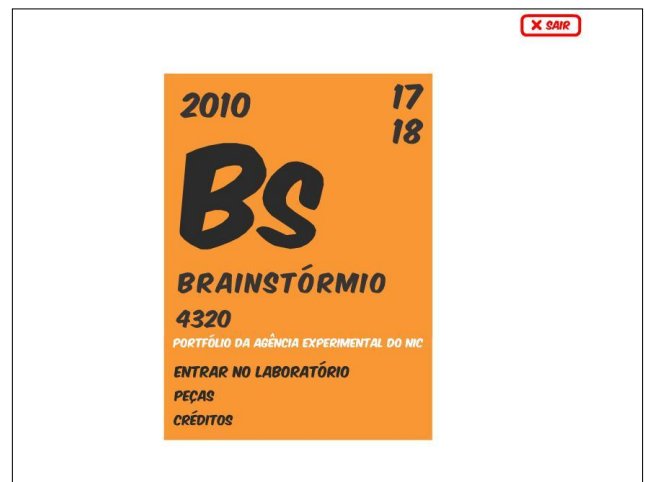 X SAIR
2010
17
18
Bs
BRAINSTÓRMIO
4320
PORTFÓLIO DA AGÊNCIA EXPERIMENTAL DO NIC
ENTRAR NO LABORATÓRIO
PEÇAS
CRÉDITOS